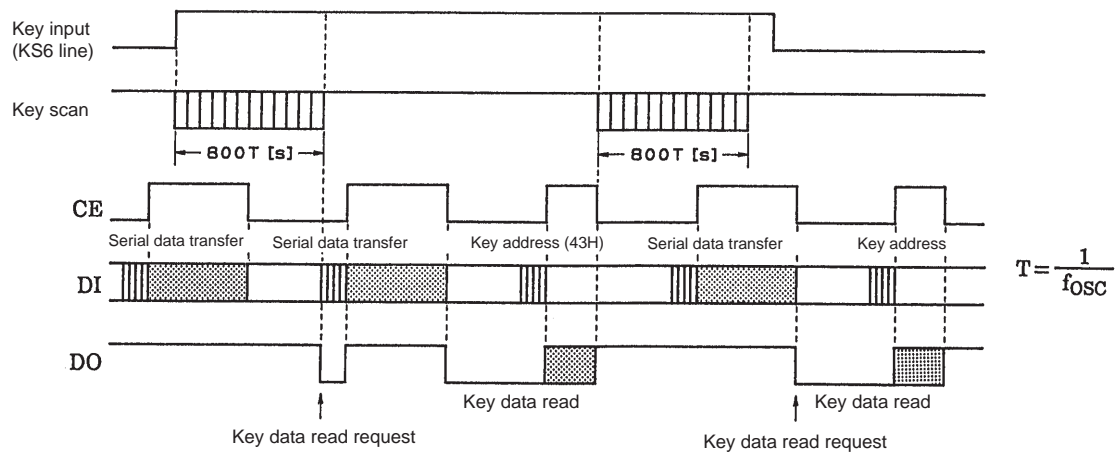 Key input
(KS6 line)
Key scan
800T [s]
800T [s]
CE
Serial data transfer
Serial data transfer
Key address (43H)
Serial data transfer
Key address
DI
T= 1
fOSC
DO
Key data read
Key data read
Key data read request
Key data read request